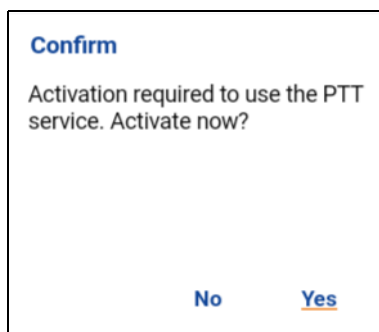 Confirm
Activation required to use the PTT
service. Activate now?
No Yes